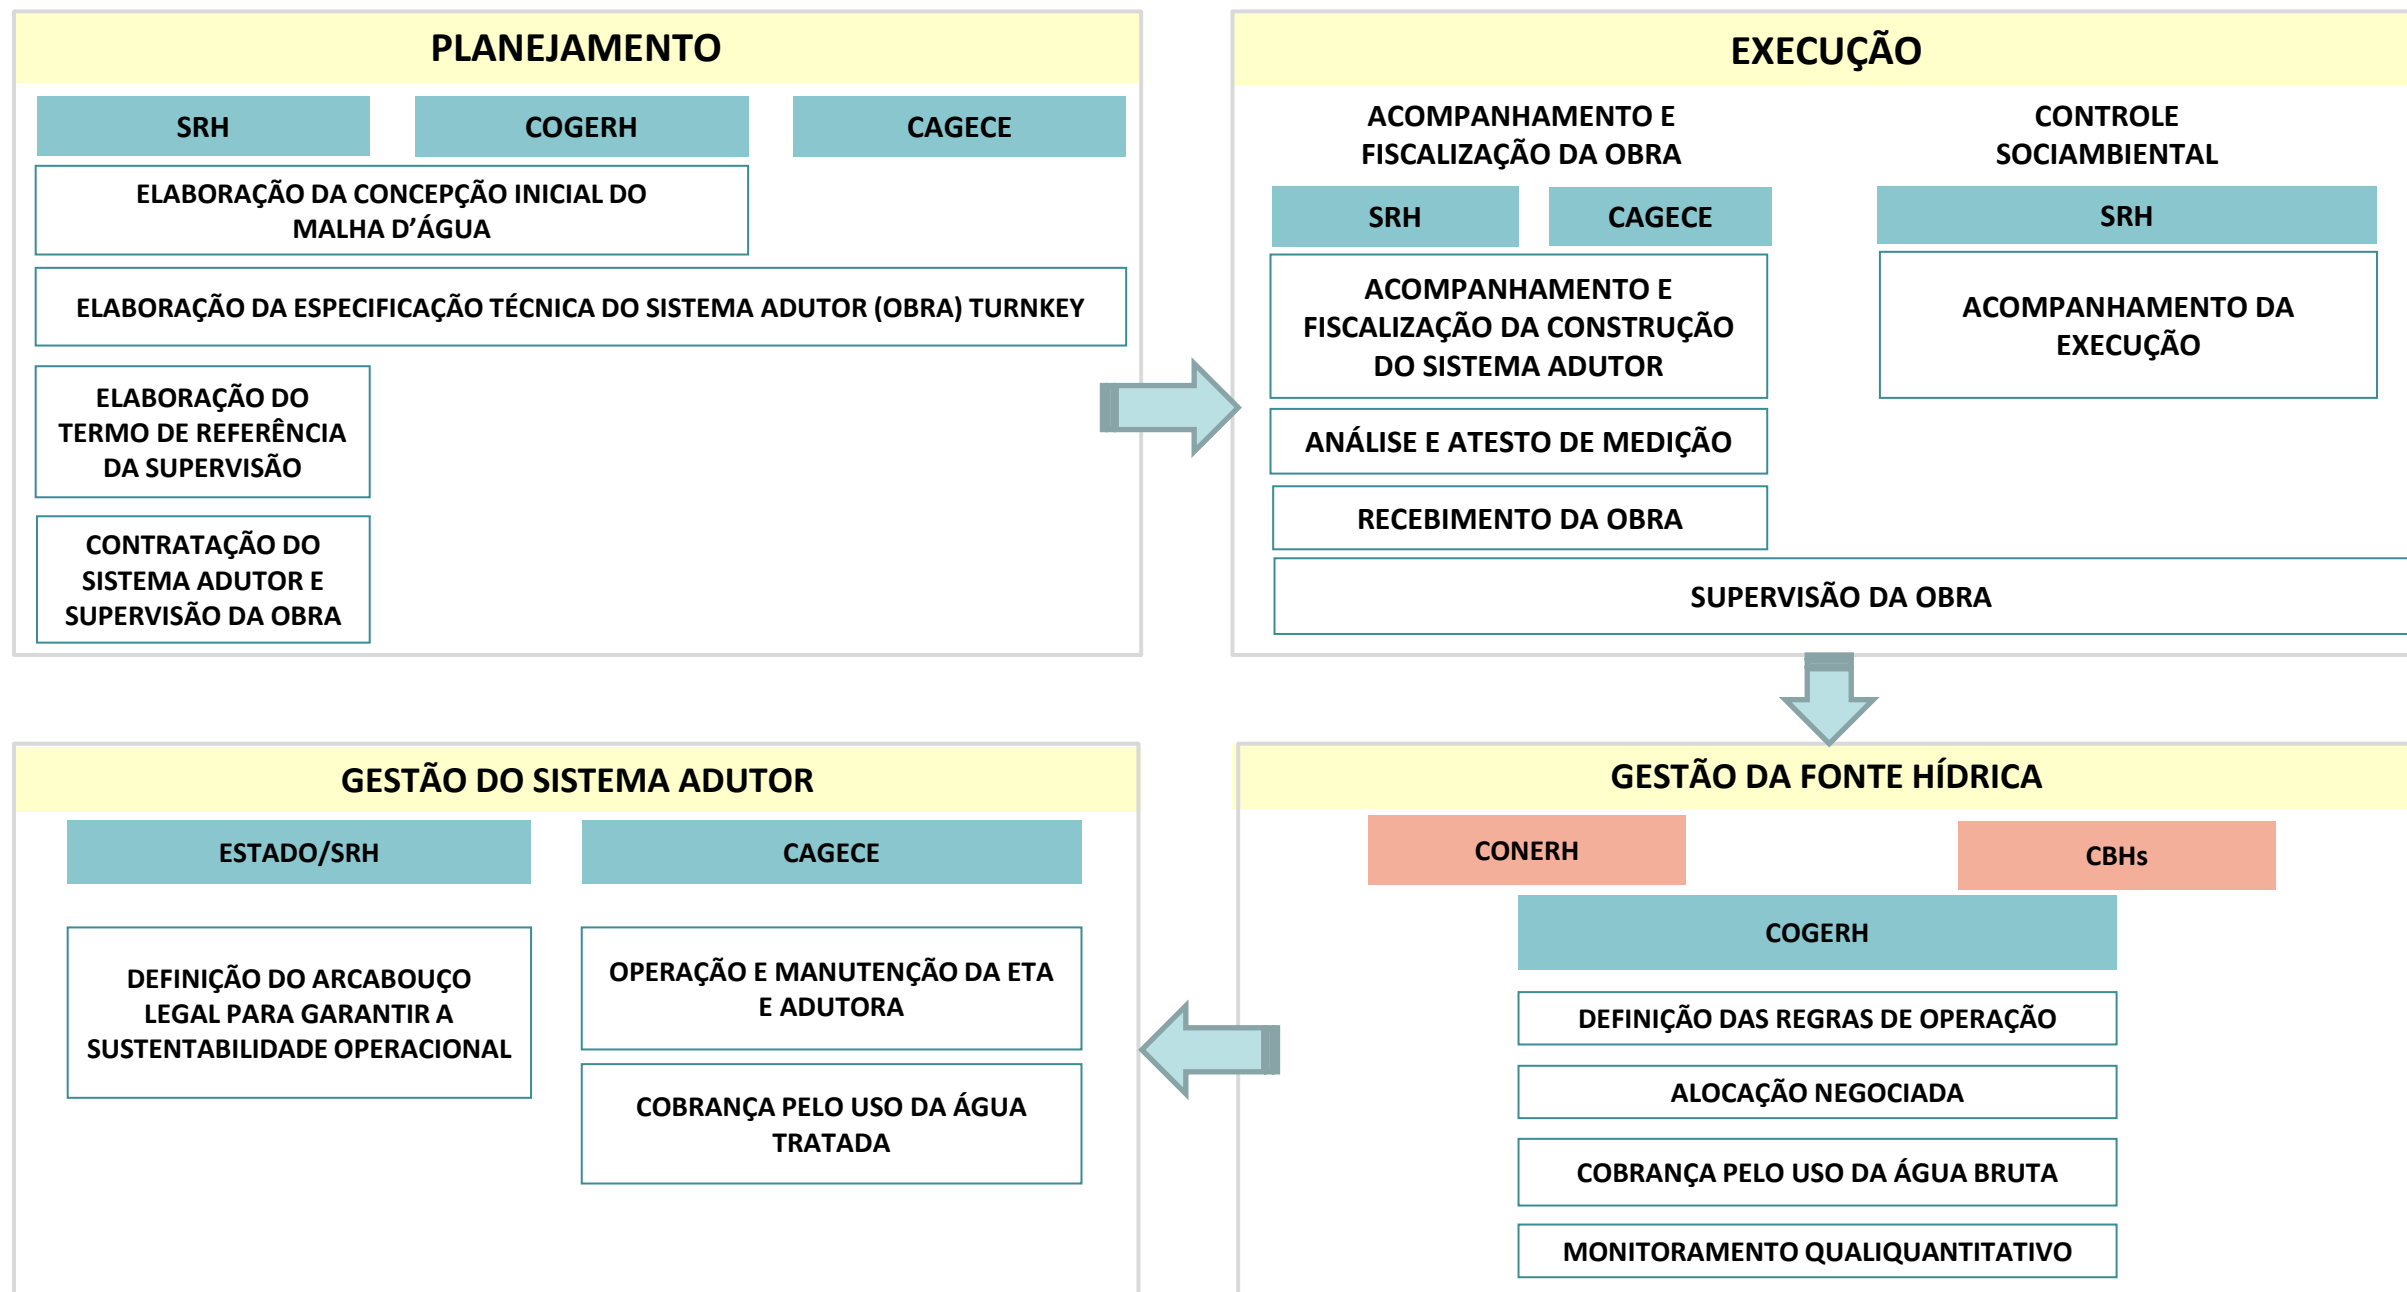 PLANEJAMENTO
SRH
COGERH
CAGECE
ELABORAÇÃO DA CONCEPÇÃO INICIAL DO
MALHA D’ÁGUA
ELABORAÇÃO DA ESPECIFICAÇÃO TÉCNICA DO SISTEMA ADUTOR (OBRA) TURNKEY
ELABORAÇÃO DO
TERMO DE REFERÊNCIA
DA SUPERVISÃO
CONTRATAÇÃO DO
SISTEMA ADUTOR E
SUPERVISÃO DA OBRA
EXECUÇÃO
ACOMPANHAMENTO E
FISCALIZAÇÃO DA OBRA
SRH
CAGECE
ACOMPANHAMENTO E
FISCALIZAÇÃO DA CONSTRUÇÃO
DO SISTEMA ADUTOR
ANÁLISE E ATESTO DE MEDIÇÃO
RECEBIMENTO DA OBRA
CONTROLE
SOCIAMBIENTAL
SRH
ACOMPANHAMENTO DA
EXECUÇÃO
SUPERVISÃO DA OBRA
GESTÃO DO SISTEMA ADUTOR
ESTADO/SRH
DEFINIÇÃO DO ARCABOUÇO
LEGAL PARA GARANTIR A
SUSTENTABILIDADE OPERACIONAL
CAGECE
OPERAÇÃO E MANUTENÇÃO DA ETA
E ADUTORA
COBRANÇA PELO USO DA ÁGUA
TRATADA
GESTÃO DA FONTE HÍDRICA
CONERH
CBHs
COGERH
DEFINIÇÃO DAS REGRAS DE OPERAÇÃO
ALOCAÇÃO NEGOCIADA
COBRANÇA PELO USO DA ÁGUA BRUTA
MONITORAMENTO QUALIQUANTITATIVO